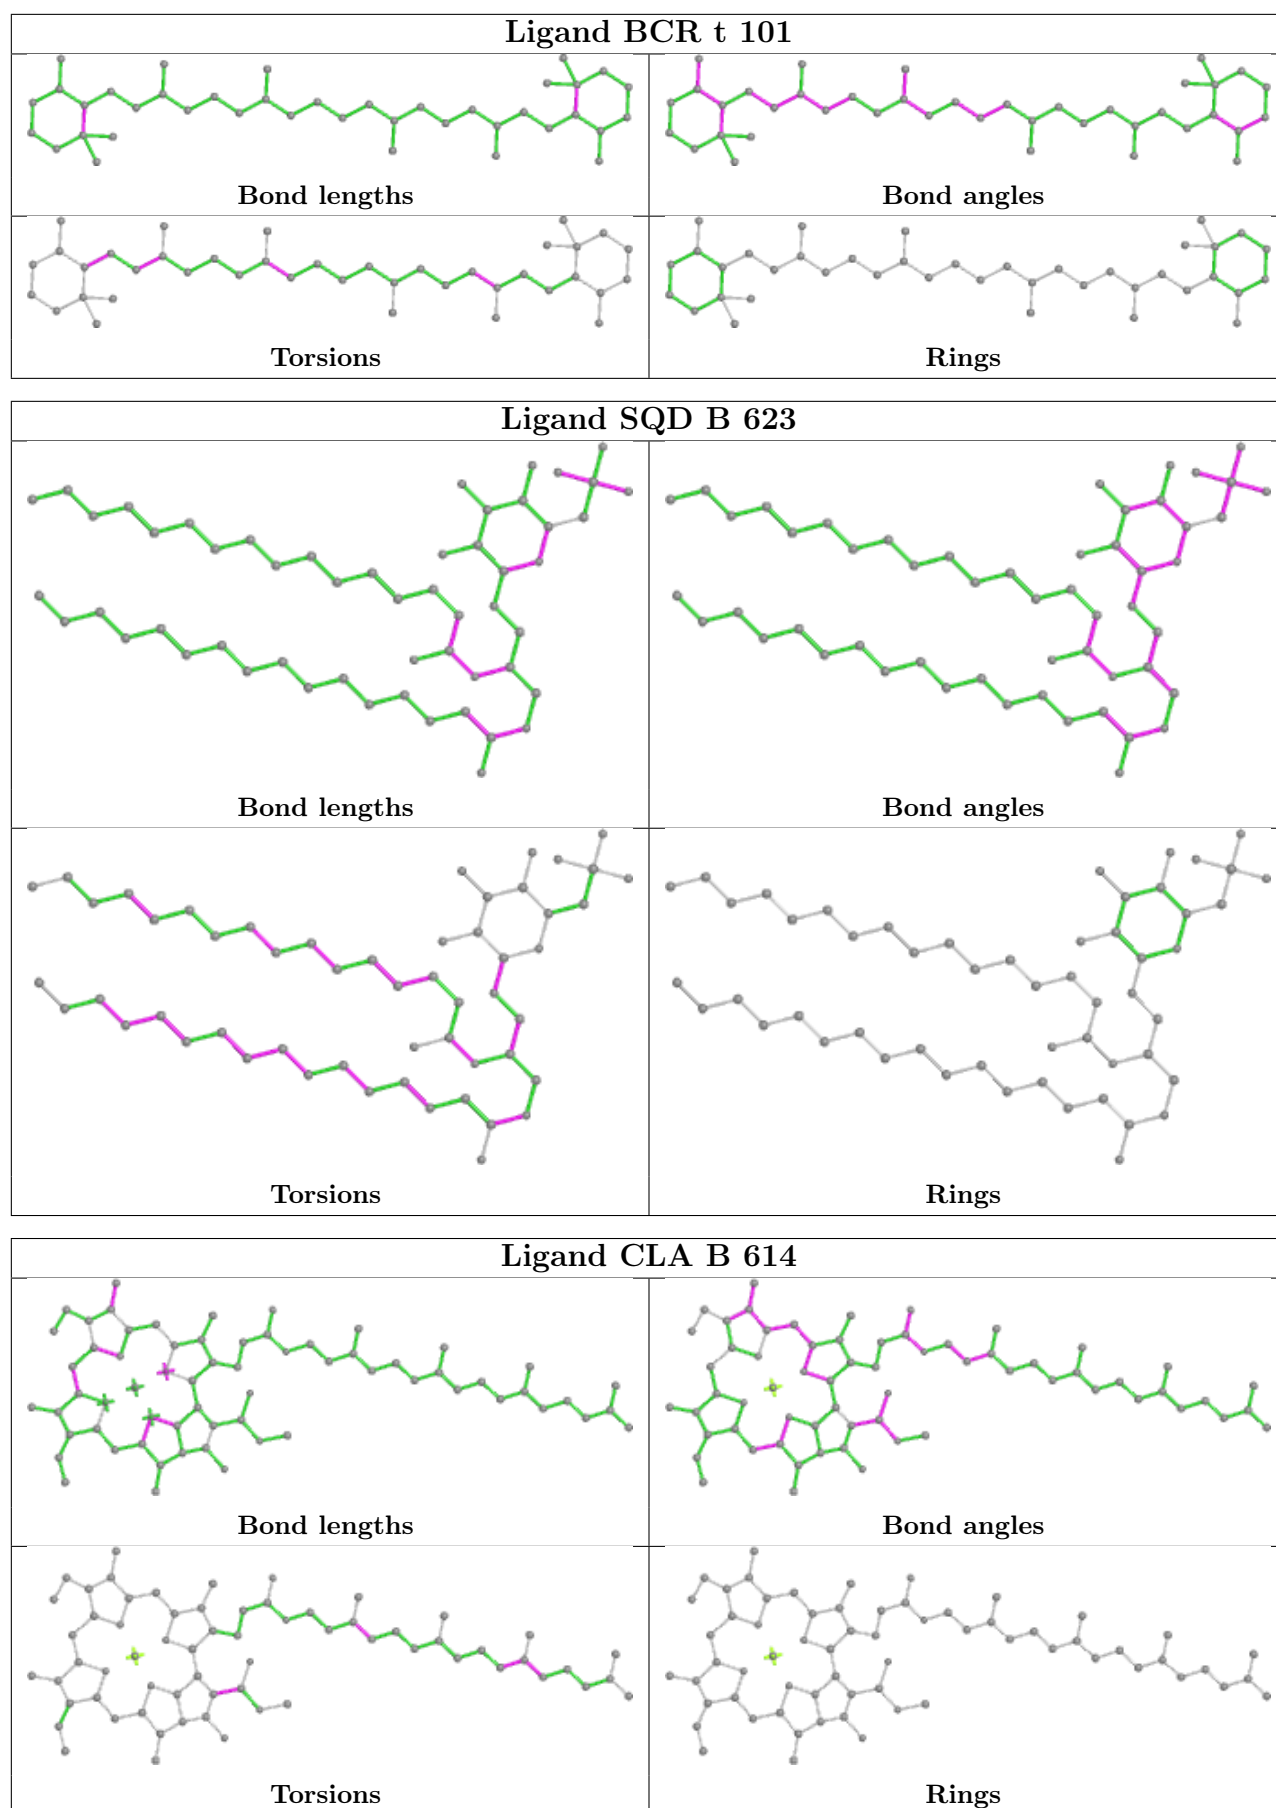 Ligand BCR t 101
Bond lengths
Bond angles
Torsions
Rings
Ligand SQD B 623
Bond lengths
Bond angles
Torsions
Rings
Ligand CLA B 614
Bond lengths
Bond angles
Torsions
Rings